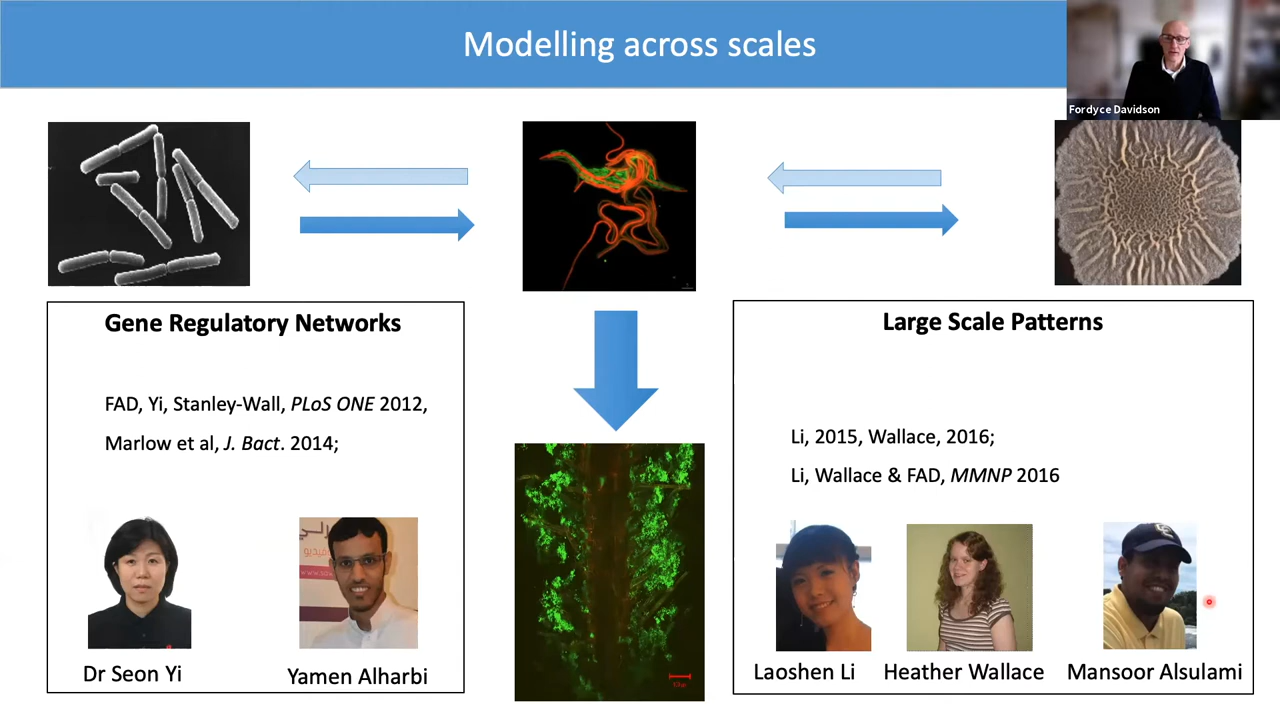 Modelling across scales
Fordyce Davidson
Gene Regulatory Networks
FAD, Yi, Stanley-Wall, PLoS ONE 2012,
Marlow et al, J. Bact. 2014;
Dr Seon Yi
Yamen Alharbi
Large Scale Patterns
Li, 2015, Wallace, 2016;
Li, Wallace & FAD, MMNP 2016
Laoshen Li
Heather Wallace
Mansoor Alsulami